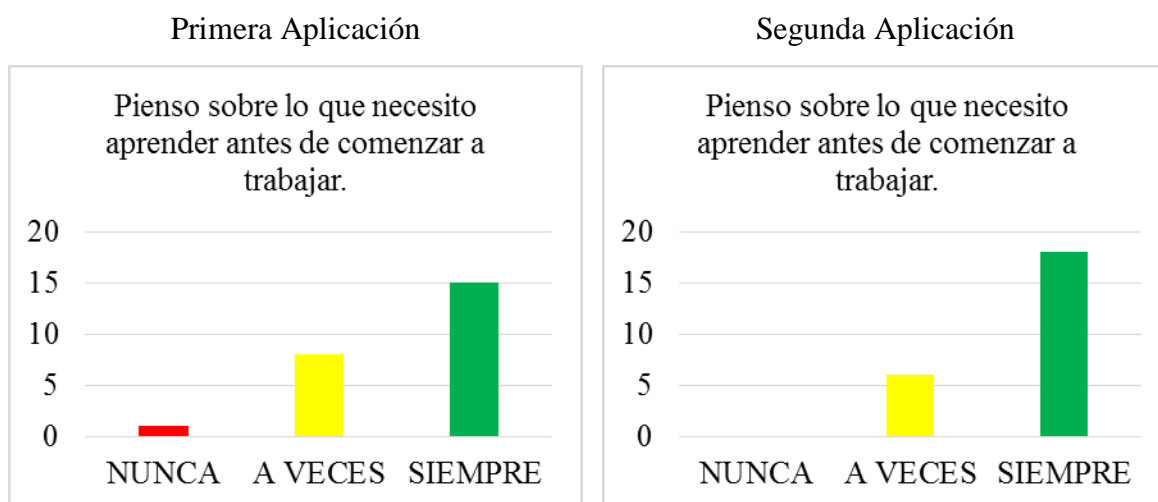 Primera Aplicación
Segunda Aplicación
Pienso sobre lo que necesito
aprender antes de comenzar a
trabajar.
20
15
10
5
0
NUNCA A VECES SIEMPRE
Pienso sobre lo que necesito
aprender antes de comenzar a
trabajar.
20
15
10
5
0
NUNCA A VECES SIEMPRE